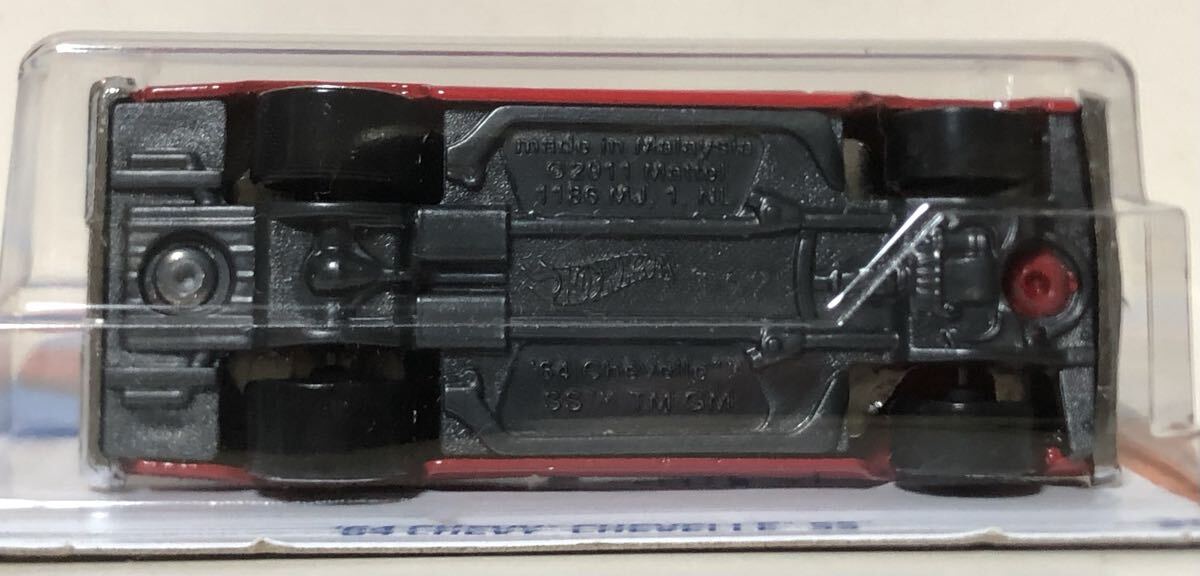 made in Malaysia
©2011 Mattel
1186 MJ, 1, NL
Hot Wheels
'64 Chevelle™
SS™ TM GM
'64 CHEVY CHEVELLE SS